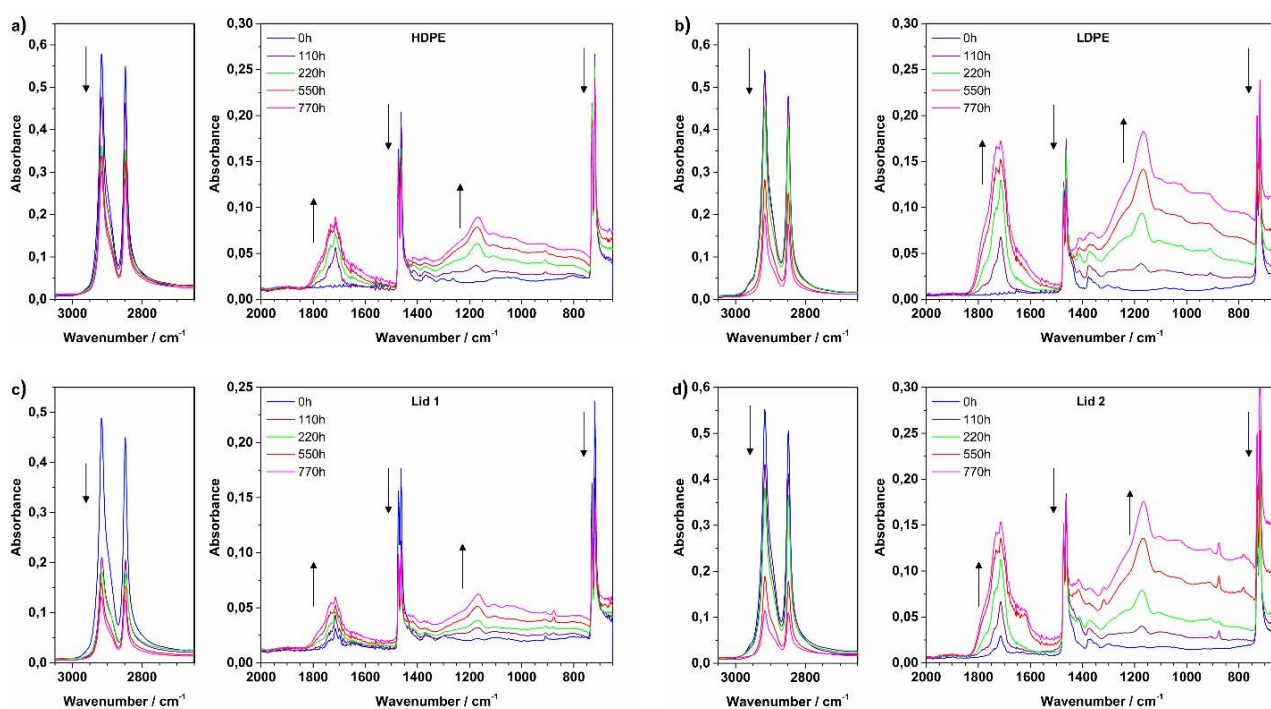 a)
HDPE
0h
110h
220h
550h
770h
0,6
0,5
0,4
0,3
0,2
0,1
0,0
Absorbance
3000 2800
Wavenumber / cm-1
0,30
0,25
0,20
0,15
0,10
0,05
0,00
Absorbance
2000 1800 1600 1400 1200 1000 800
Wavenumber / cm-1
b)
LDPE
0h
110h
220h
550h
770h
0,6
0,5
0,4
0,3
0,2
0,1
0,0
Absorbance
3000 2800
Wavenumber / cm-1
0,30
0,25
0,20
0,15
0,10
0,05
0,00
Absorbance
2000 1800 1600 1400 1200 1000 800
Wavenumber / cm-1
c)
Lid 1
0h
110h
220h
550h
770h
0,5
0,4
0,3
0,2
0,1
0,0
Absorbance
3000 2800
Wavenumber / cm-1
0,25
0,20
0,15
0,10
0,05
0,00
Absorbance
2000 1800 1600 1400 1200 1000 800
Wavenumber / cm-1
d)
Lid 2
0h
110h
220h
550h
770h
0,6
0,5
0,4
0,3
0,2
0,1
0,0
Absorbance
3000 2800
Wavenumber / cm-1
0,30
0,25
0,20
0,15
0,10
0,05
0,00
Absorbance
2000 1800 1600 1400 1200 1000 800
Wavenumber / cm-1